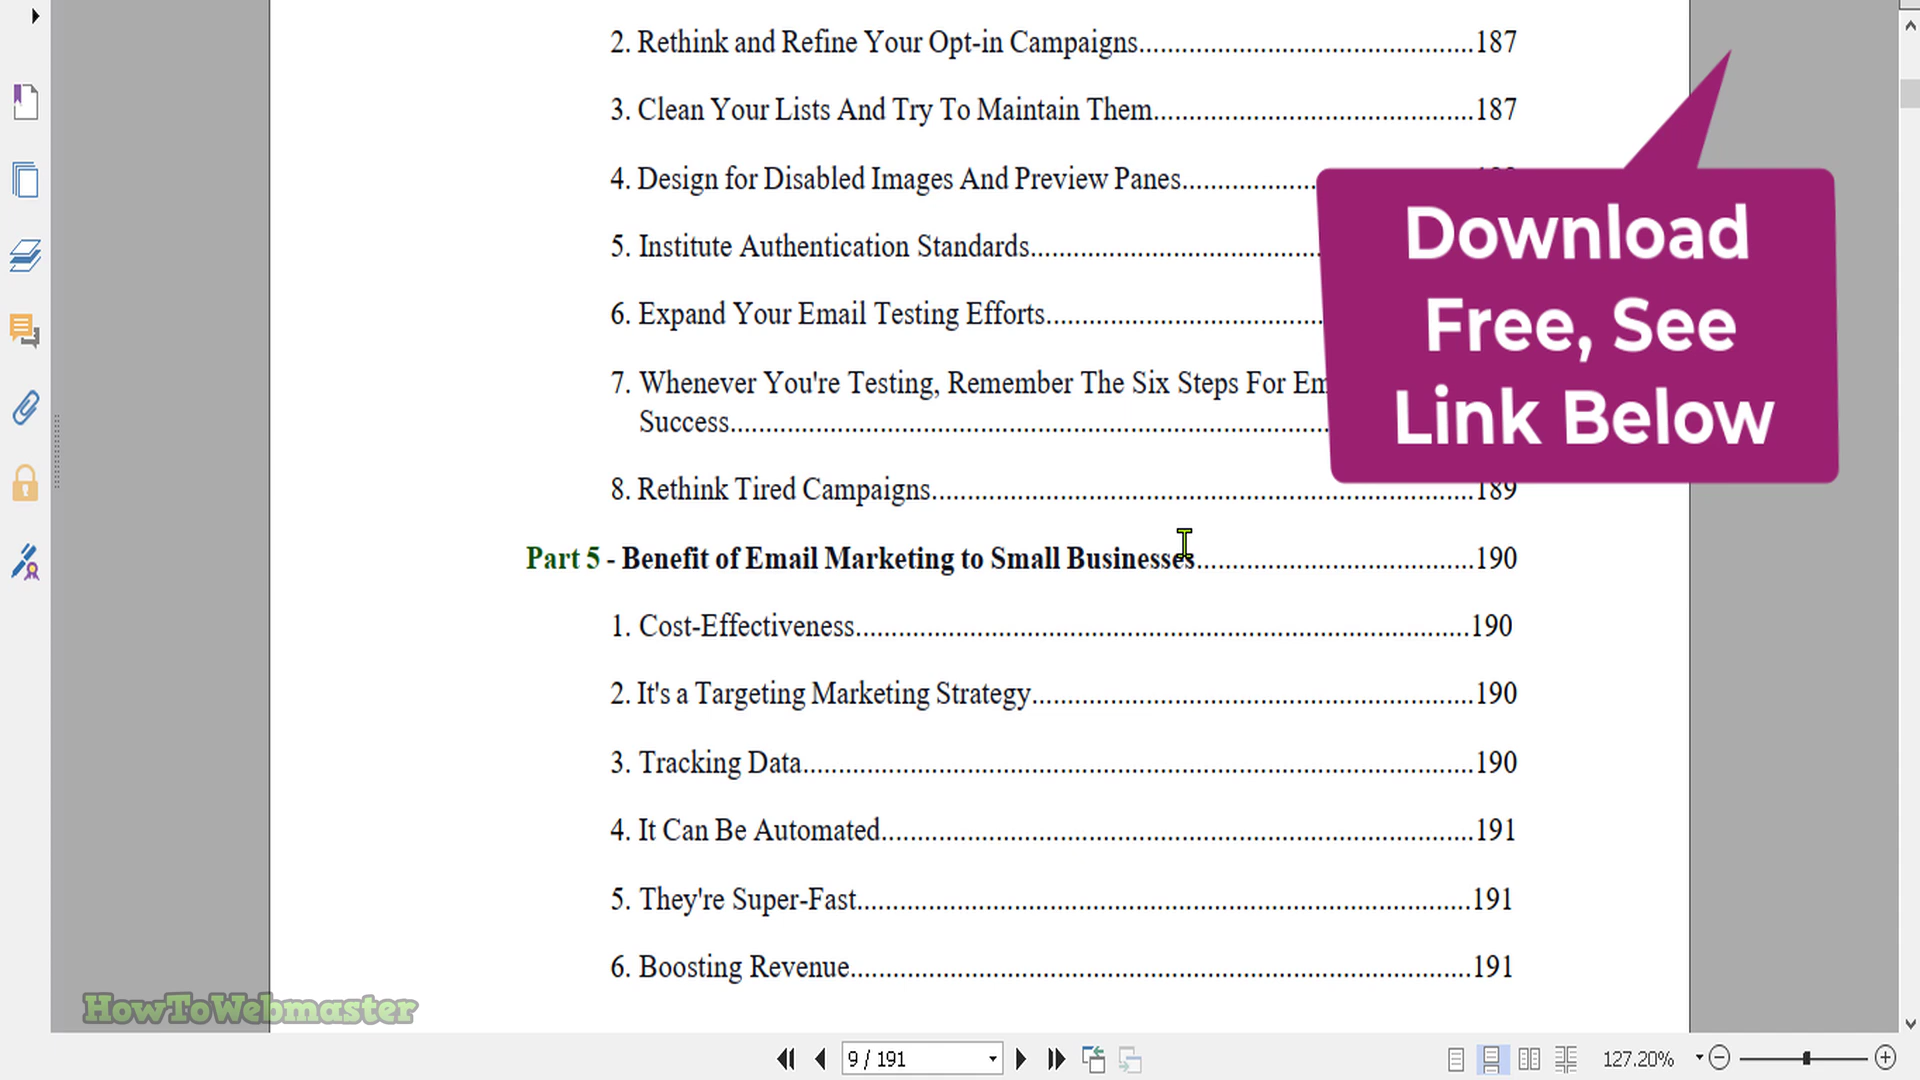 2. Rethink and Refine Your Opt-in Campaigns........................................187
3. Clean Your Lists And Try To Maintain Them........................................187
4. Design for Disabled Images And Preview Panes...................
5. Institute Authentication Standards.........................................
6. Expand Your Email Testing Efforts.......................................
7. Whenever You're Testing, Remember The Six Steps For Em
Success....................................................................................
8. Rethink Tired Campaigns............................................................................189
Part 5 - Benefit of Email Marketing to Small Businesses.......................................190
1. Cost-Effectiveness......................................................................................190
2. It's a Targeting Marketing Strategy..............................................................190
3. Tracking Data..............................................................................................190
4. It Can Be Automated...................................................................................191
5. They're Super-Fast......................................................................................191
6. Boosting Revenue.......................................................................................191
Download
Free, See
Link Below
HowToWebmaster
9 / 191
127.20%